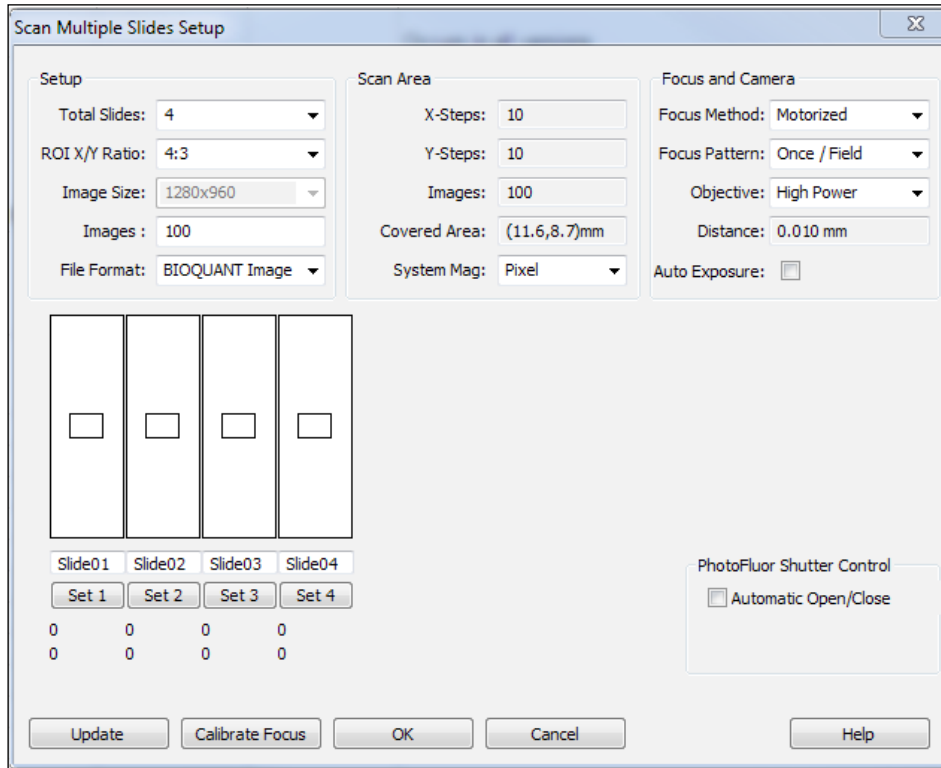 Scan Multiple Slides Setup
Setup
Total Slides: 4
ROI X/Y Ratio: 4:3
Image Size: 1280x960
Images : 100
File Format: BIOQUANT Image
Scan Area
X-Steps: 10
Y-Steps: 10
Images: 100
Covered Area: (11.6,8.7)mm
System Mag: Pixel
Focus and Camera
Focus Method: Motorized
Focus Pattern: Once / Field
Objective: High Power
Distance: 0.010 mm
Auto Exposure:
Slide01 Slide02 Slide03 Slide04
Set 1 Set 2 Set 3 Set 4
0 0 0 0
0 0 0 0
PhotoFluor Shutter Control
Automatic Open/Close
Update Calibrate Focus OK Cancel Help